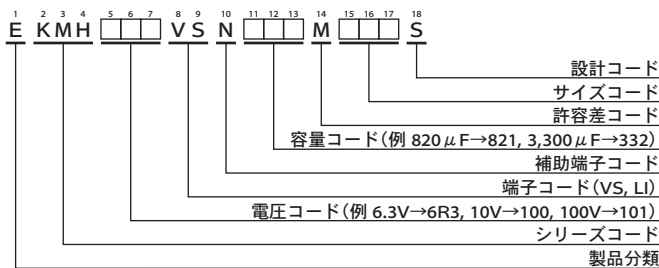 1 2 3 4 5 6 7 8 9 10 11 12 13 14 15 16 17 18
E KMH □□□ VS N □□□ M □□□ S
設計コード
サイズコード
許容差コード
容量コード(例 820μF→821, 3,300μF→332)
補助端子コード
端子コード(VS, LI)
電圧コード(例 6.3V→6R3, 10V→100, 100V→101)
シリーズコード
製品分類